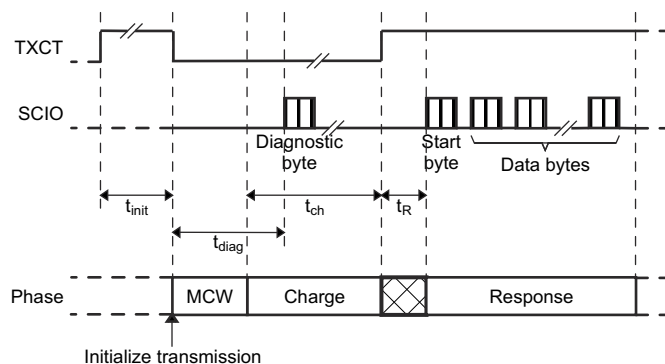 TXCT
SCIO
Diagnostic
byte
Start
byte
Data bytes
tinit
tch
tR
tdiag
Phase
MCW
Charge
Response
Initialize transmission